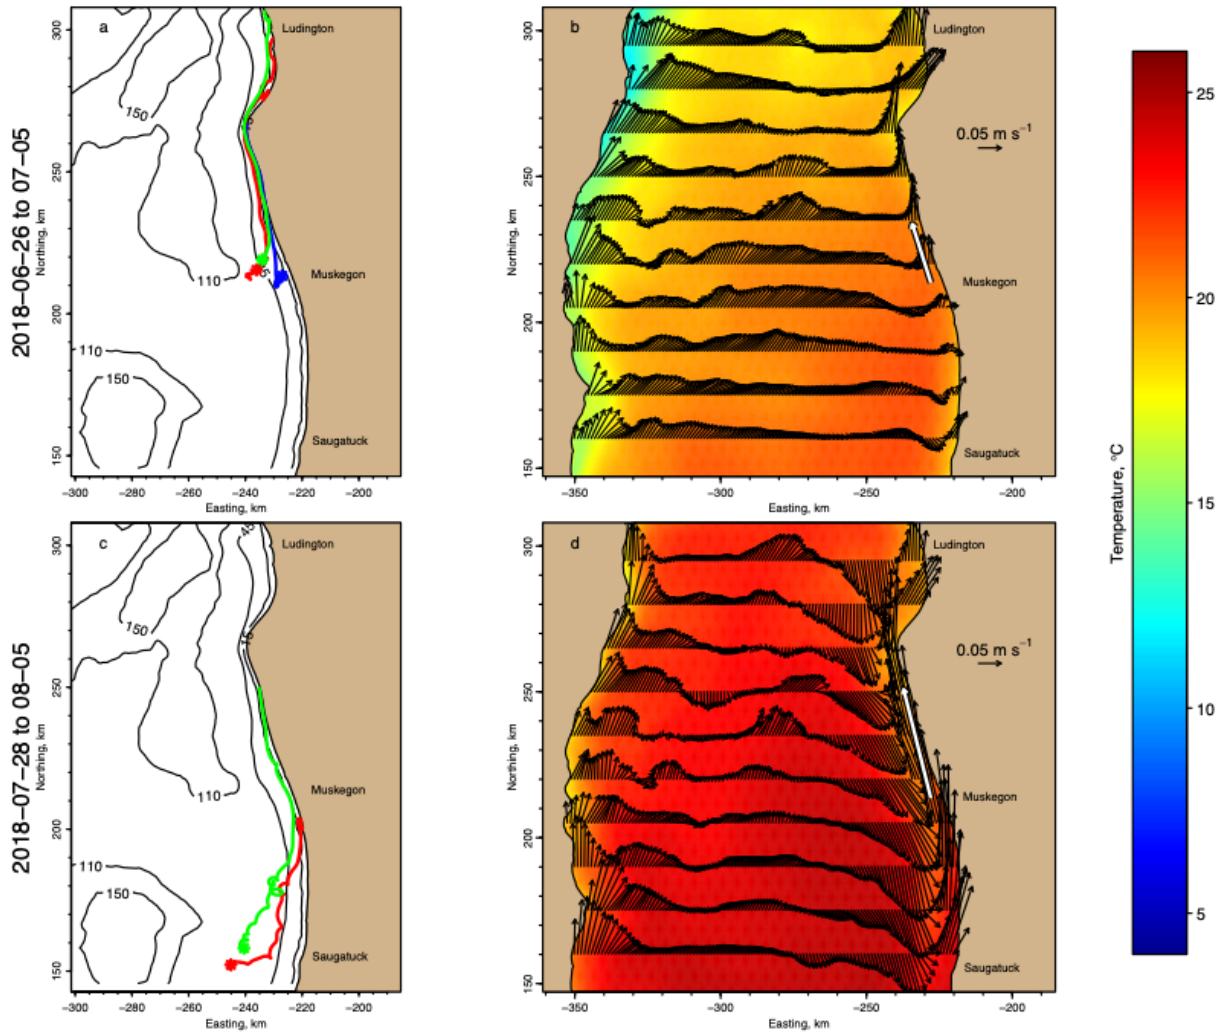 2018–06–26 to 07–05
a
Ludington
150
110
45
Muskegon
110
150
Saugatuck
Northing, km
150
200
250
300
−300
−280
−260
−240
−220
−200
Easting, km
b
Ludington
0.05 m s−1
Muskegon
Saugatuck
Northing, km
150
200
250
300
−350
−300
−250
−200
Easting, km
2018–07–28 to 08–05
c
45
Ludington
150
15
110
Muskegon
110
150
Saugatuck
Northing, km
150
200
250
300
−300
−280
−260
−240
−220
−200
Easting, km
d
Ludington
0.05 m s−1
Muskegon
Saugatuck
Northing, km
150
200
250
300
−350
−300
−250
−200
Easting, km
Temperature, °C
25
20
15
10
5